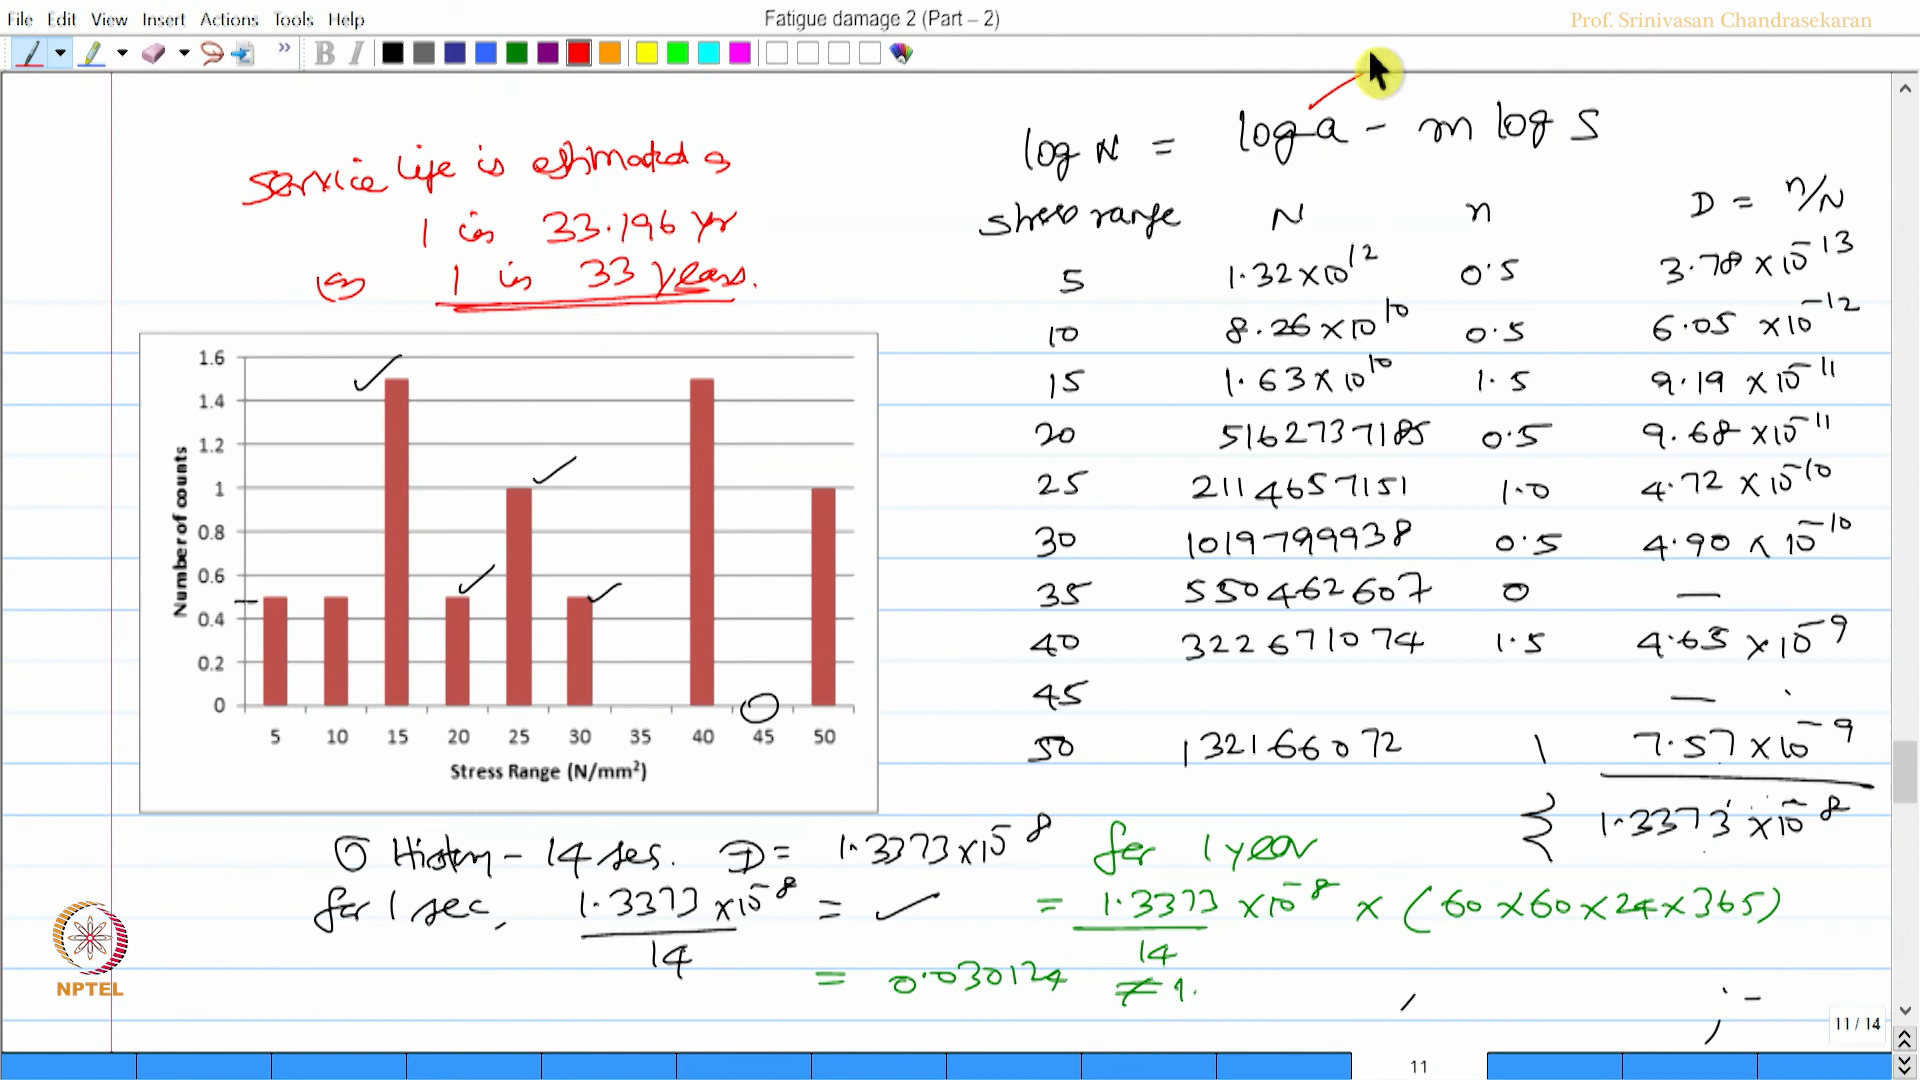 File Edit View Insert Actions Tools Help
Fatigue damage 2 (Part – 2)
Prof. Srinivasan Chandrasekaran
B I
Service life is estimated as
1 in 33.196 yr
(or) 1 in 33 years.
log N = log a - m log S
stress range N n D = n/N
5 1.32×10^12 0.5 3.78×10^-13
10 8.26×10^10 0.5 6.05×10^-12
15 1.63×10^10 1.5 9.19×10^-11
20 5162737185 0.5 9.68×10^-11
25 2114657151 1.0 4.72×10^-10
30 1019799938 0.5 4.90×10^-10
35 550462607 0 —
40 322671074 1.5 4.63×10^-9
45 —
50 132166072 1 7.57×10^-9
1.3373×10^-8
Number of counts
1.6
1.4
1.2
1
0.8
0.6
0.4
0.2
0
5 10 15 20 25 30 35 40 45 50
Stress Range (N/mm²)
σ History - 14 sec. D = 1.3373×10^-8
for 1 sec, 1.3373×10^-8 / 14 =
for 1 year
= 1.3373 / 14 ×10^-8 × (60×60×24×365)
= 0.030124 ≠ 1.
NPTEL
11 / 14
11